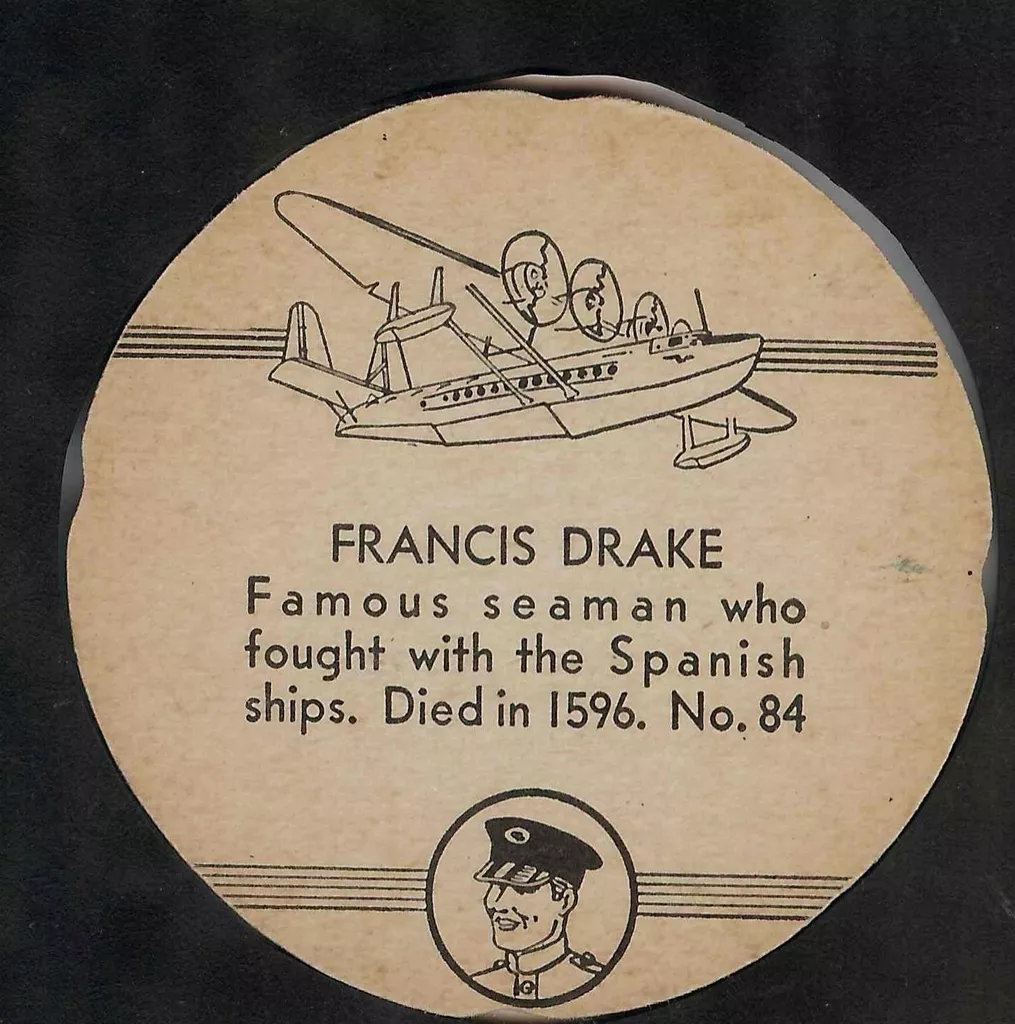 FRANCIS DRAKE
Famous seaman who
fought with the Spanish
ships. Died in 1596. No. 84